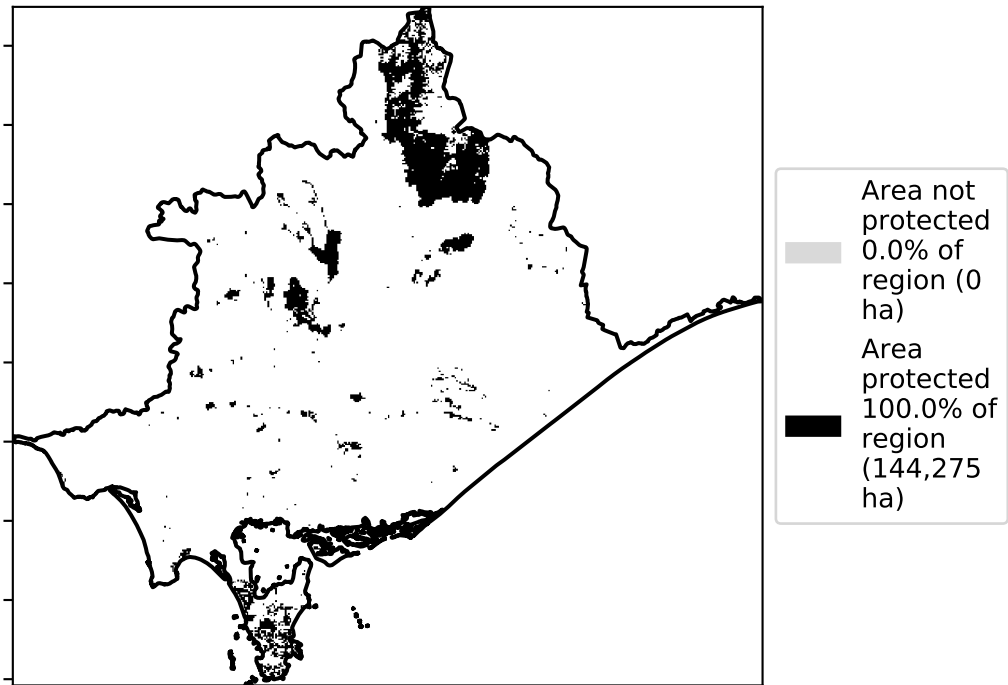 Area not
protected
0.0% of
region (0
ha)
Area
protected
100.0% of
region
(144,275
ha)